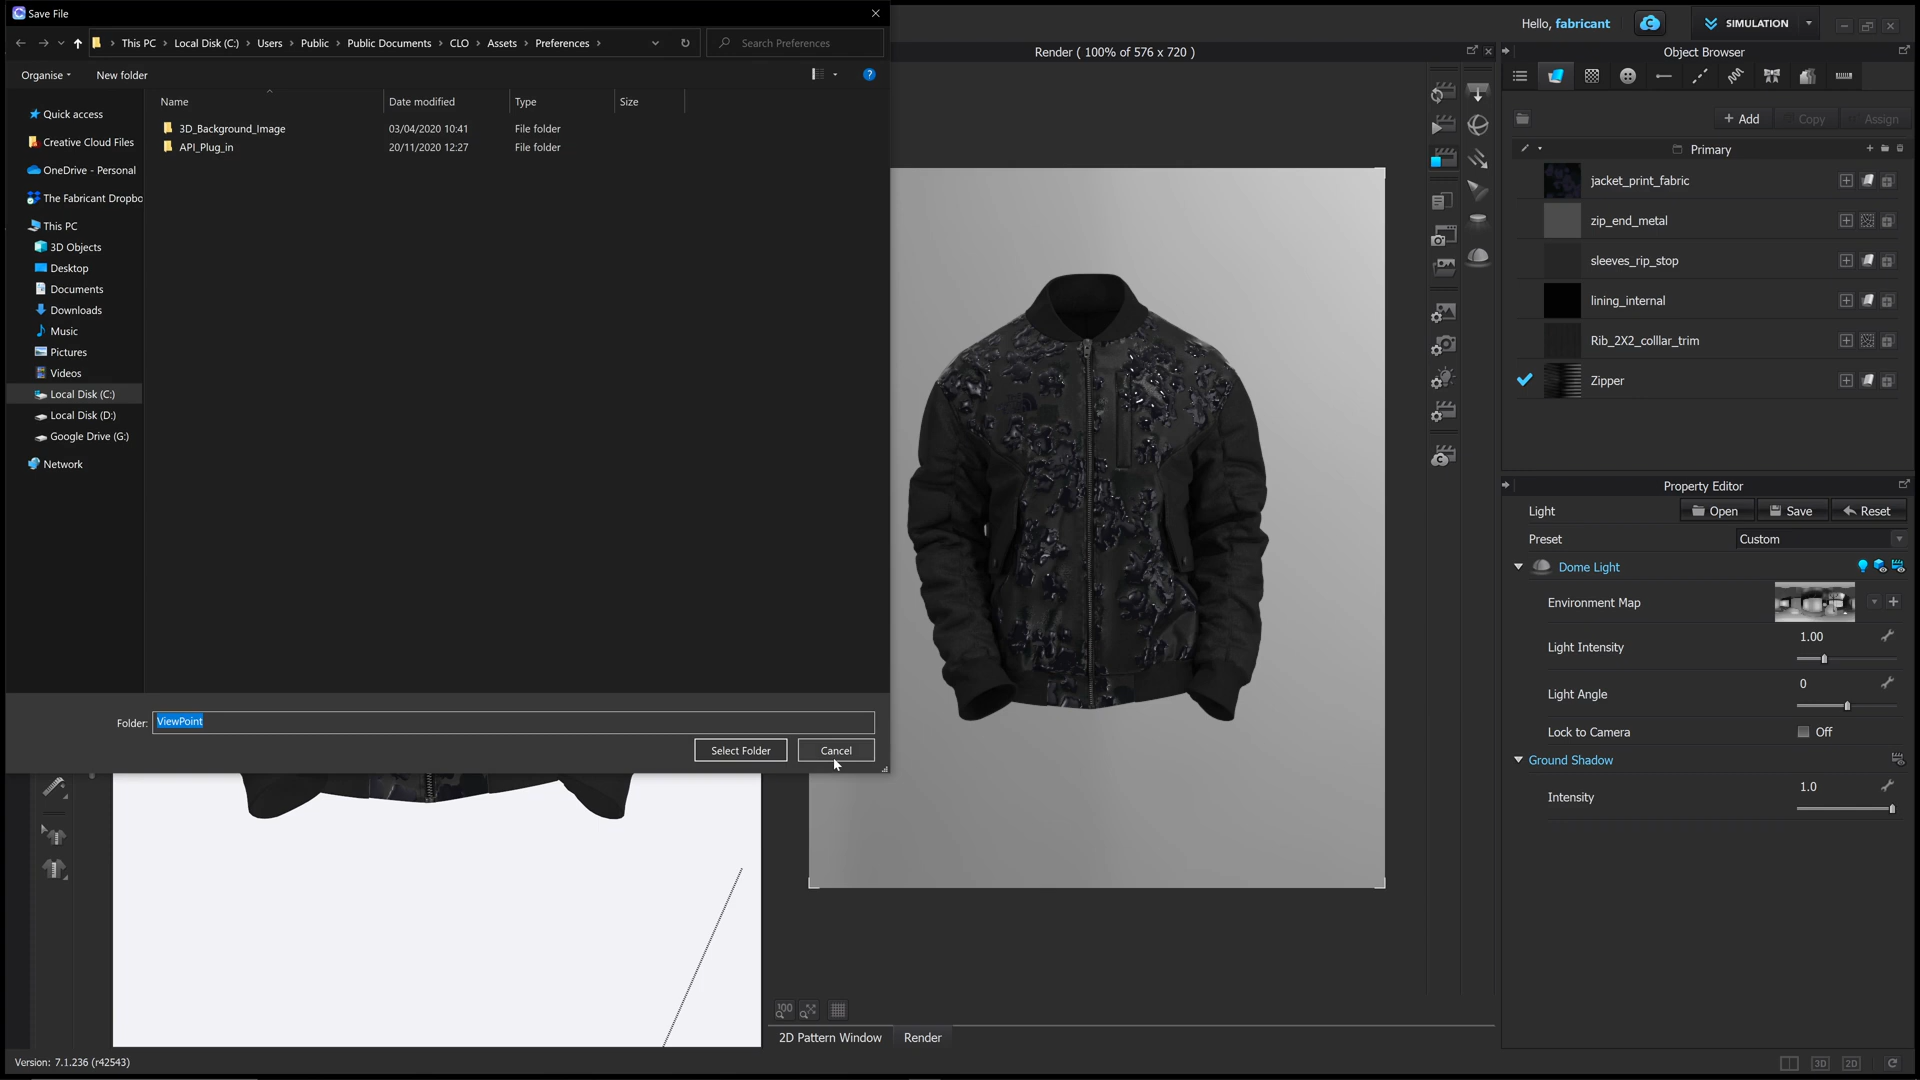 Save File
This PC > Local Disk (C:) > Users > Public > Public Documents > CLO > Assets > Preferences >
Search Preferences
Organise
New folder
Name
Date modified
Type
Size
3D_Background_Image
03/04/2020 10:41
File folder
API_Plug_in
20/11/2020 12:27
File folder
Quick access
Creative Cloud Files
OneDrive - Personal
The Fabricant Dropbo
This PC
3D Objects
Desktop
Documents
Downloads
Music
Pictures
Videos
Local Disk (C:)
Local Disk (D:)
Google Drive (G:)
Network
Folder:
ViewPoint
Select Folder
Cancel
Hello, fabricant
SIMULATION
Render ( 100% of 576 x 720 )
Object Browser
+ Add
Copy
Assign
Primary
jacket_print_fabric
zip_end_metal
sleeves_rip_stop
lining_internal
Rib_2X2_colllar_trim
Zipper
Property Editor
Light
Open
Save
Reset
Preset
Custom
Dome Light
Environment Map
Light Intensity
1.00
Light Angle
0
Lock to Camera
Off
Ground Shadow
Intensity
1.0
100
2D Pattern Window
Render
Version: 7.1.236 (r42543)
3D
2D